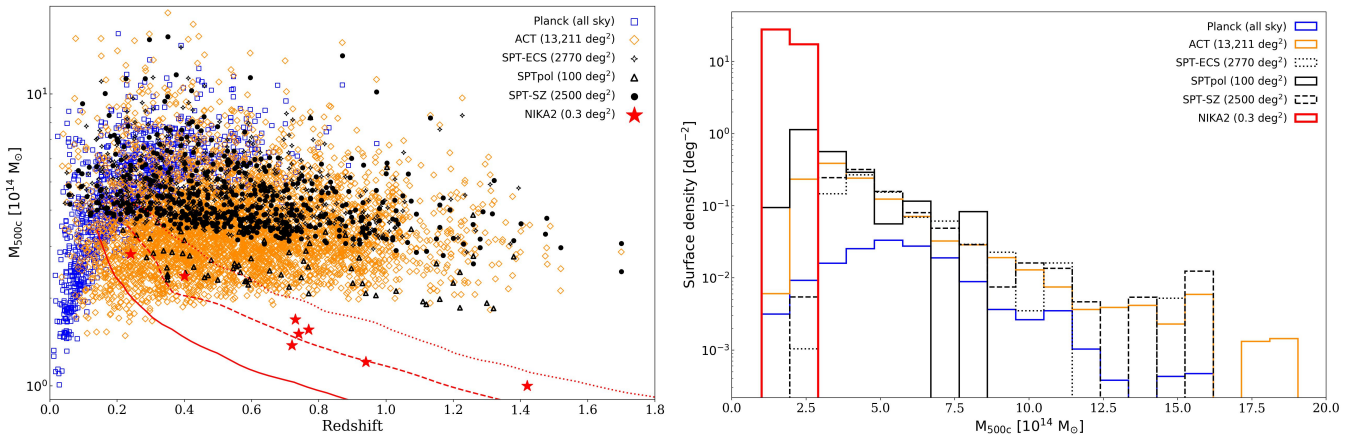 Planck (all sky)
ACT (13,211 deg²)
SPT-ECS (2770 deg²)
SPTpol (100 deg²)
SPT-SZ (2500 deg²)
NIKA2 (0.3 deg²)
M₅₀₀c [10¹⁴ M☉]
10¹
10⁰
0.0 0.2 0.4 0.6 0.8 1.0 1.2 1.4 1.6 1.8
Redshift
Planck (all sky)
ACT (13,211 deg²)
SPT-ECS (2770 deg²)
SPTpol (100 deg²)
SPT-SZ (2500 deg²)
NIKA2 (0.3 deg²)
Surface density [deg⁻²]
10¹
10⁰
10⁻¹
10⁻²
10⁻³
0.0 2.5 5.0 7.5 10.0 12.5 15.0 17.5 20.0
M₅₀₀c [10¹⁴ M☉]